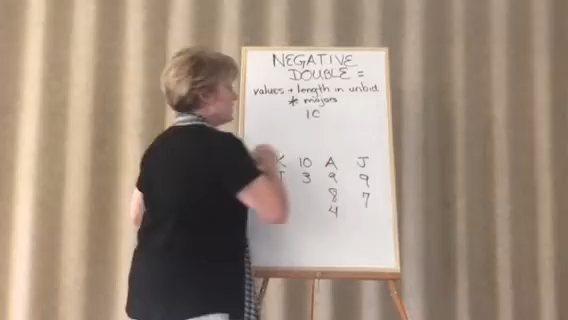 NEGATIVE
DOUBLE =
values + length in unbid
* majors
1C
10 A J
3 9 9
8 7
4